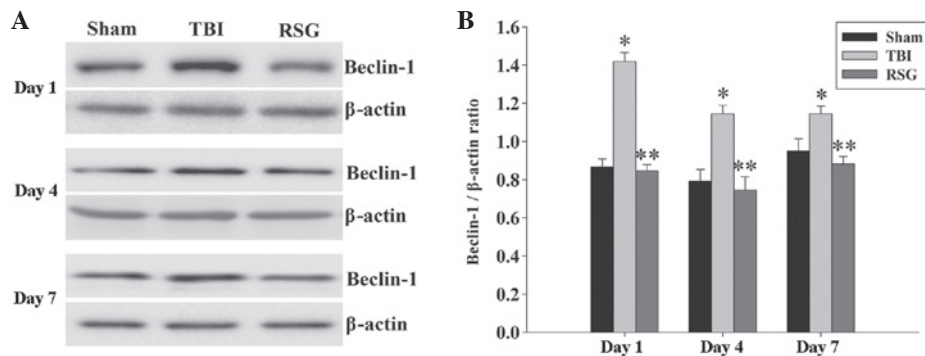 A
Sham TBI RSG
Day 1
Beclin-1
β-actin
Day 4
Beclin-1
β-actin
Day 7
Beclin-1
β-actin
B
Beclin-1 / β-actin ratio
1.6
1.4
1.2
1.0
0.8
0.6
0.4
0.2
0.0
Sham
TBI
RSG
* **
* **
* **
Day 1 Day 4 Day 7